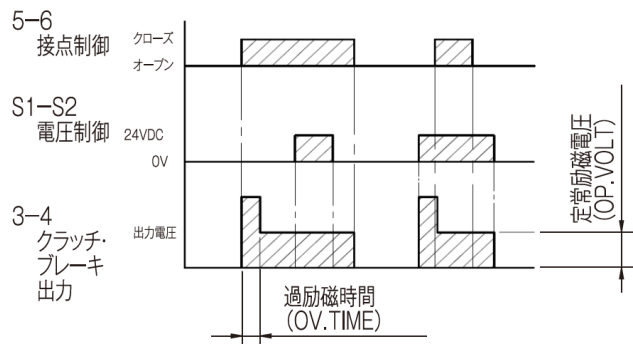 5−6
接点制御
クローズ
オープン
S1−S2
電圧制御
24VDC
0V
3−4
クラッチ・
ブレーキ
出力
出力電圧
過励磁時間
(OV.TIME)
定常励磁電圧
(OP.VOLT)